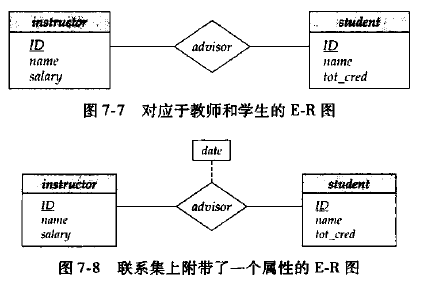 instructor
ID
name
salary
advisor
student
ID
name
tot_cred
图 7-7 对应于教师和学生的 E-R 图
date
instructor
ID
name
salary
advisor
student
ID
name
tot_cred
图 7-8 联系集上附带了一个属性的 E-R 图